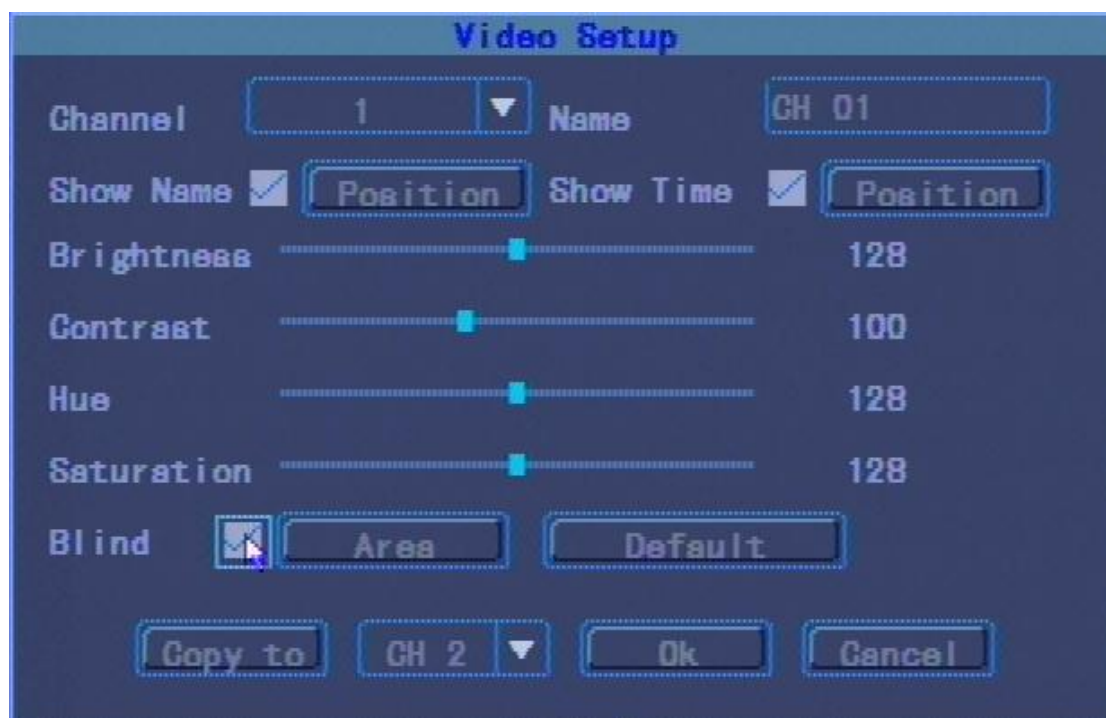 Video Setup
Channel 1 Name CH 01
Show Name Position Show Time Position
Brightness 128
Contrast 100
Hue 128
Saturation 128
Blind Area Default
Copy to CH 2 Ok Cancel